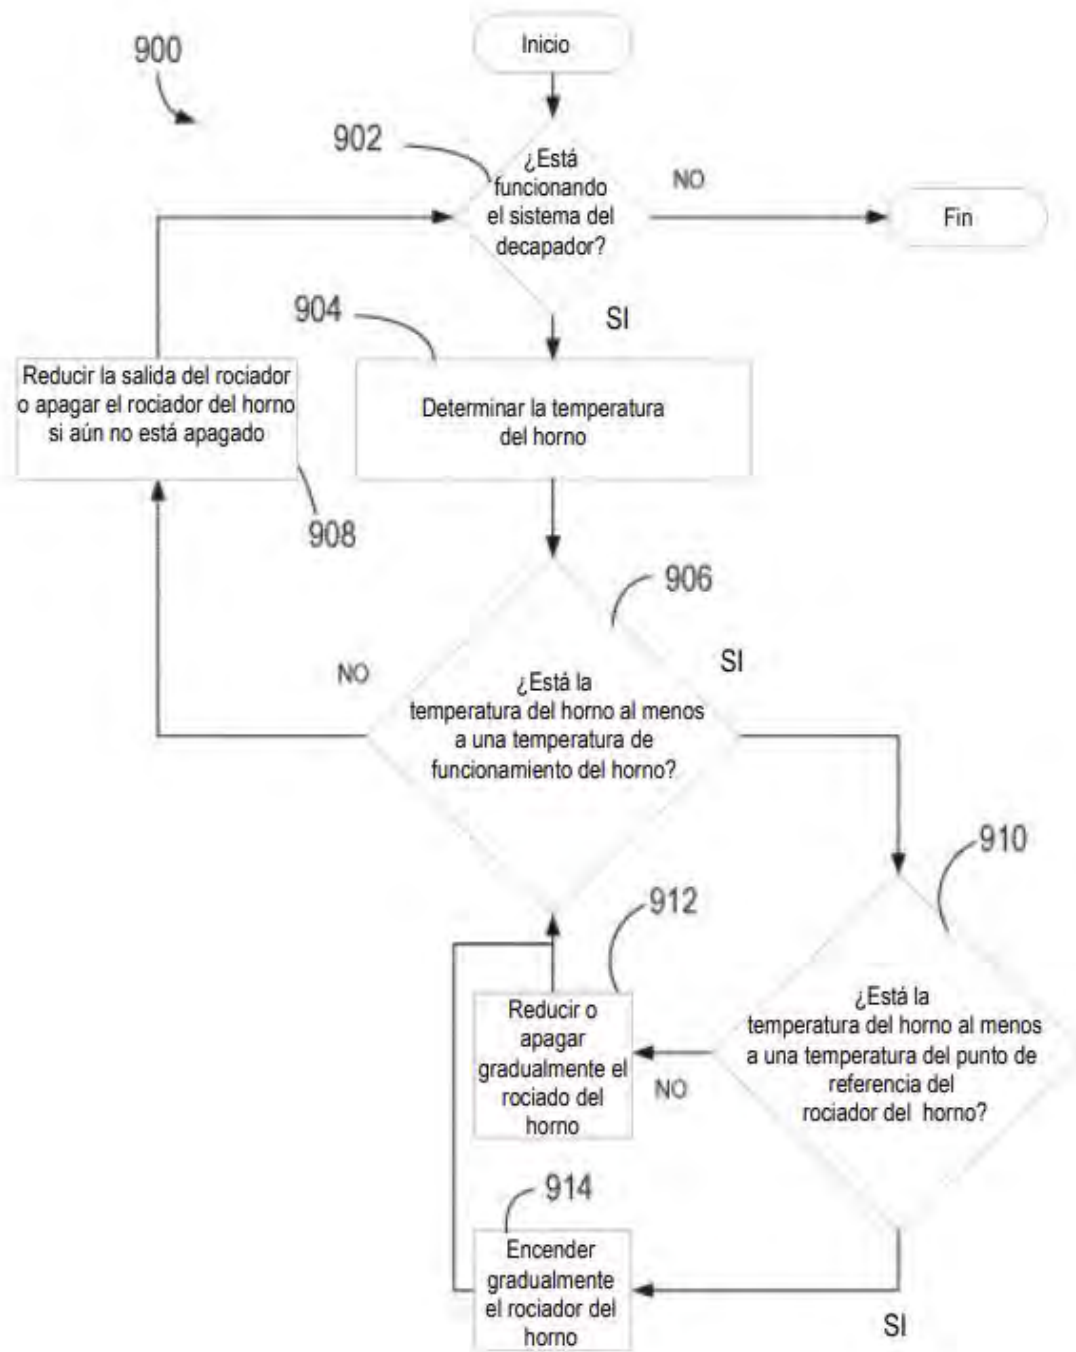 Inicio
900
902
¿Está
funcionando
el sistema del
decapador?
NO
Fin
904
SI
Reducir la salida del rociador
o apagar el rociador del horno
si aún no está apagado
Determinar la temperatura
del horno
908
906
NO
SI
¿Está la
temperatura del horno al menos
a una temperatura de
funcionamiento del horno?
910
912
¿Está la
temperatura del horno al menos
a una temperatura del punto de
referencia del
rociador del horno?
Reducir o
apagar
gradualmente el
rociado del
horno
NO
914
Encender
gradualmente
el rociador del
horno
SI